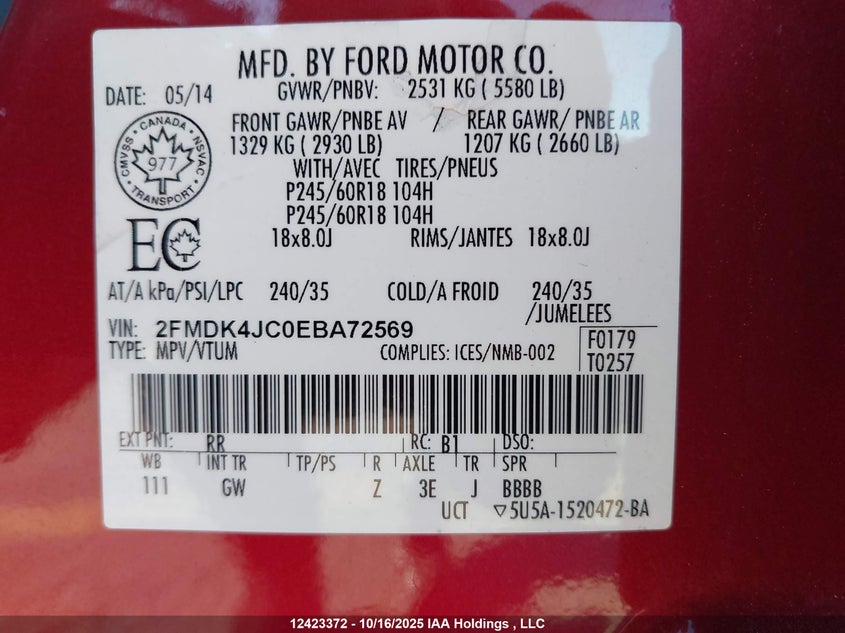 MFD. BY FORD MOTOR CO.
DATE: 05/14
GVWR/PNBV: 2531 KG ( 5580 LB)
FRONT GAWR/PNBE AV / REAR GAWR/ PNBE AR
1329 KG ( 2930 LB) 1207 KG ( 2660 LB)
WITH/AVEC TIRES/PNEUS
P245/60R18 104H
P245/60R18 104H
18x8.0J RIMS/JANTES 18x8.0J
CANADA
CMVSS
NSVAC
977
TRANSPORT
EC
AT/A kPa/PSI/LPC 240/35 COLD/A FROID 240/35
/JUMELEES
VIN: 2FMDK4JC0EBA72569
TYPE: MPV/VTUM COMPLIES: ICES/NMB-002
F0179
T0257
EXT PNT: RR RC: B1 DSO:
WB INT TR TP/PS R AXLE TR SPR
111 GW Z 3E J BBBB
UCT ▽5U5A-1520472-BA
12423372 - 10/16/2025 IAA Holdings , LLC